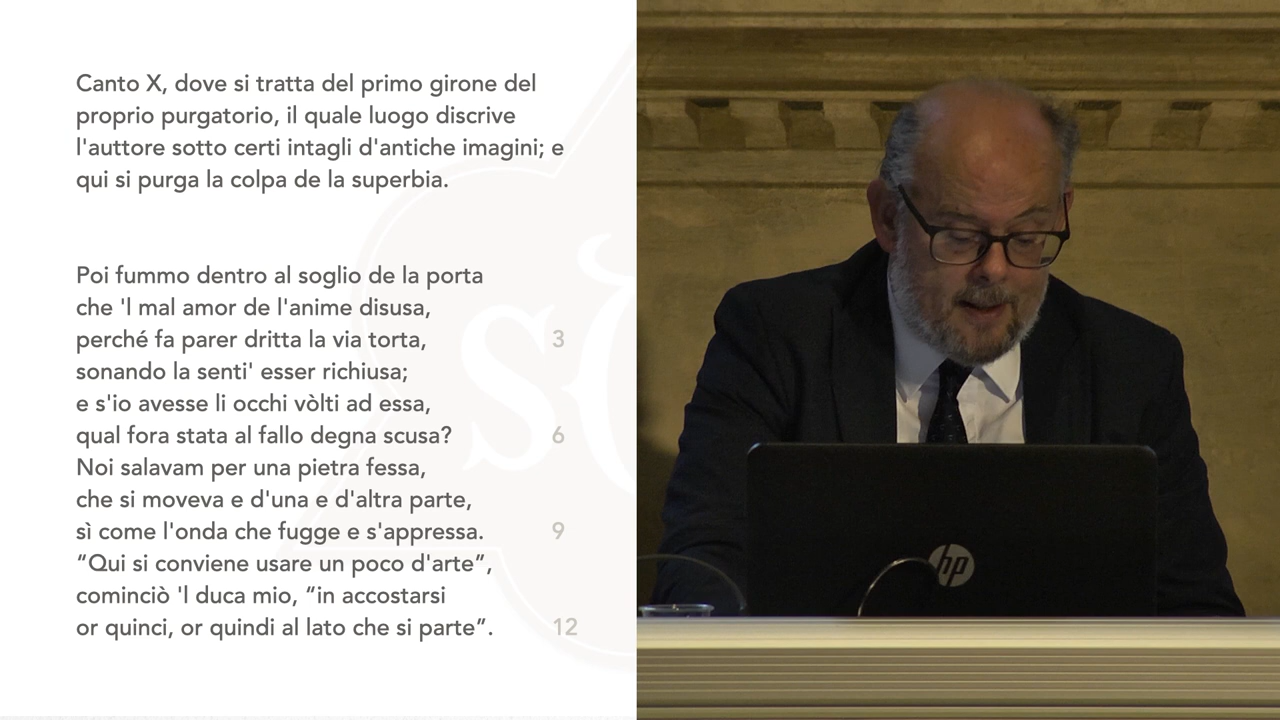 Canto X, dove si tratta del primo girone del
proprio purgatorio, il quale luogo discrive
l'auttore sotto certi intagli d'antiche imagini; e
qui si purga la colpa de la superbia.
Poi fummo dentro al soglio de la porta
che 'l mal amor de l'anime disusa,
perché fa parer dritta la via torta, 3
sonando la senti' esser richiusa;
e s'io avesse li occhi vòlti ad essa,
qual fora stata al fallo degna scusa? 6
Noi salavam per una pietra fessa,
che si moveva e d'una e d'altra parte,
sì come l'onda che fugge e s'appressa. 9
“Qui si conviene usare un poco d'arte”,
cominciò 'l duca mio, “in accostarsi
or quinci, or quindi al lato che si parte”. 12
hp